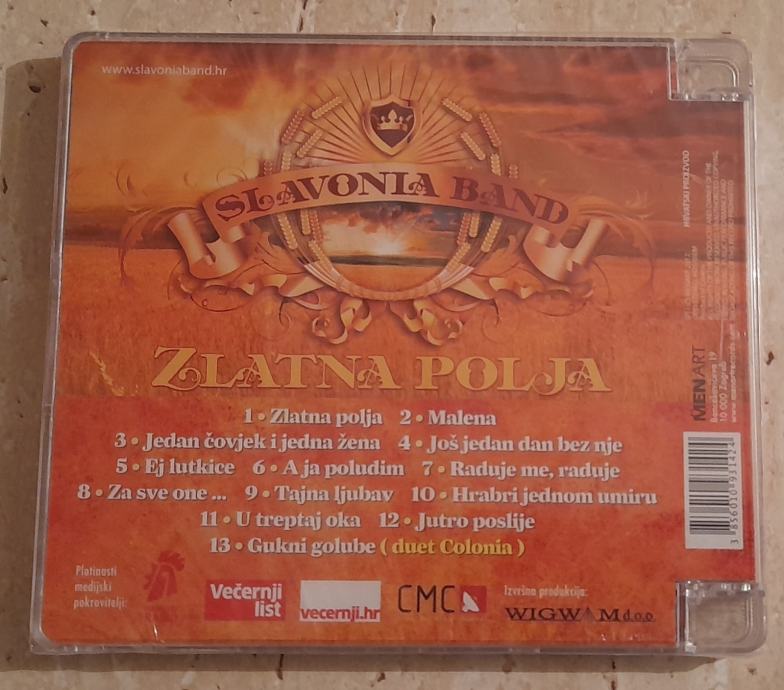 www.slavoniaband.hr
SLAVONIA BAND
ZLATNA POLJA
1 • Zlatna polja 2 • Malena
3 • Jedan čovjek i jedna žena 4 • Još jedan dan bez nje
5 • Ej lutkice 6 • A ja poludim 7 • Raduje me, raduje
8 • Za sve one ... 9 • Tajna ljubav 10 • Hrabri jednom umiru
11 • U treptaj oka 12 • Jutro poslije
13 • Gukni golube ( duet Colonia )
Platinasti
medijski
pokrovitelji:
Večernji
list
vecernji.hr
CMC
Izvršna produkcija:
WIGWAM d.o.o.
HRVATSKI PROIZVOD
MENART
10 000 Zagreb
3 856010 931424